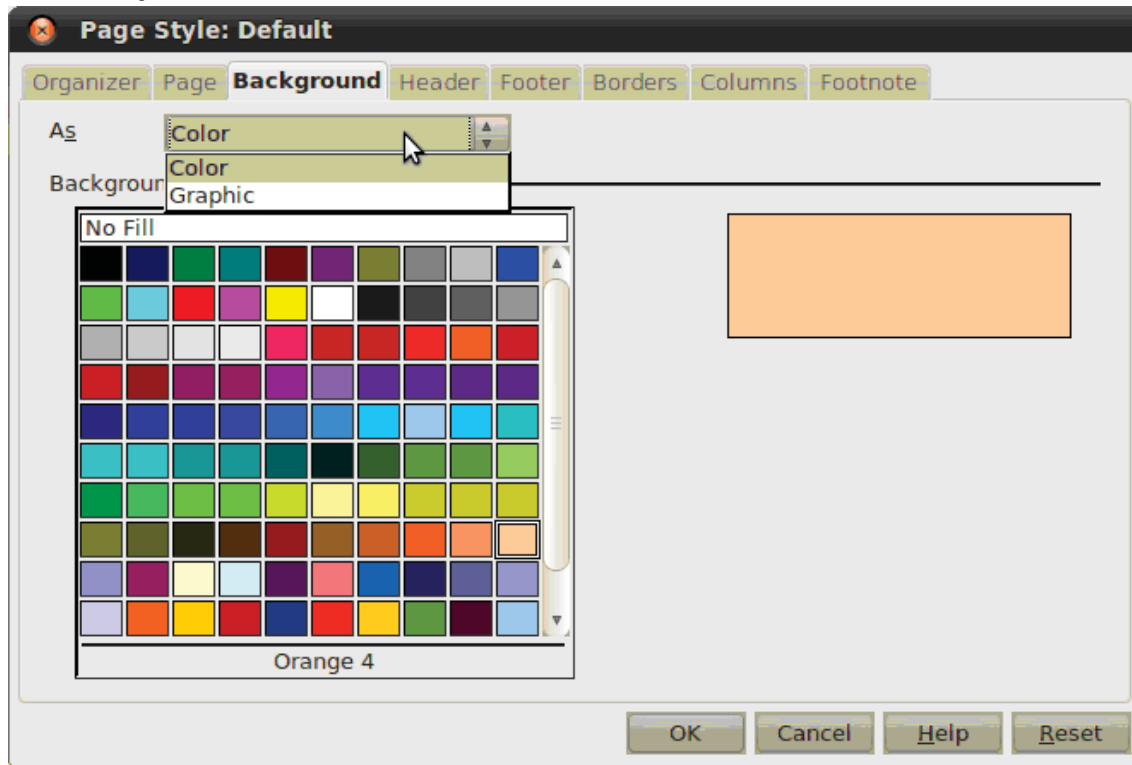 Page Style: Default
Organizer Page Background Header Footer Borders Columns Footnote
As Color
Color
Backgroun
Graphic
No Fill
Orange 4
OK Cancel Help Reset